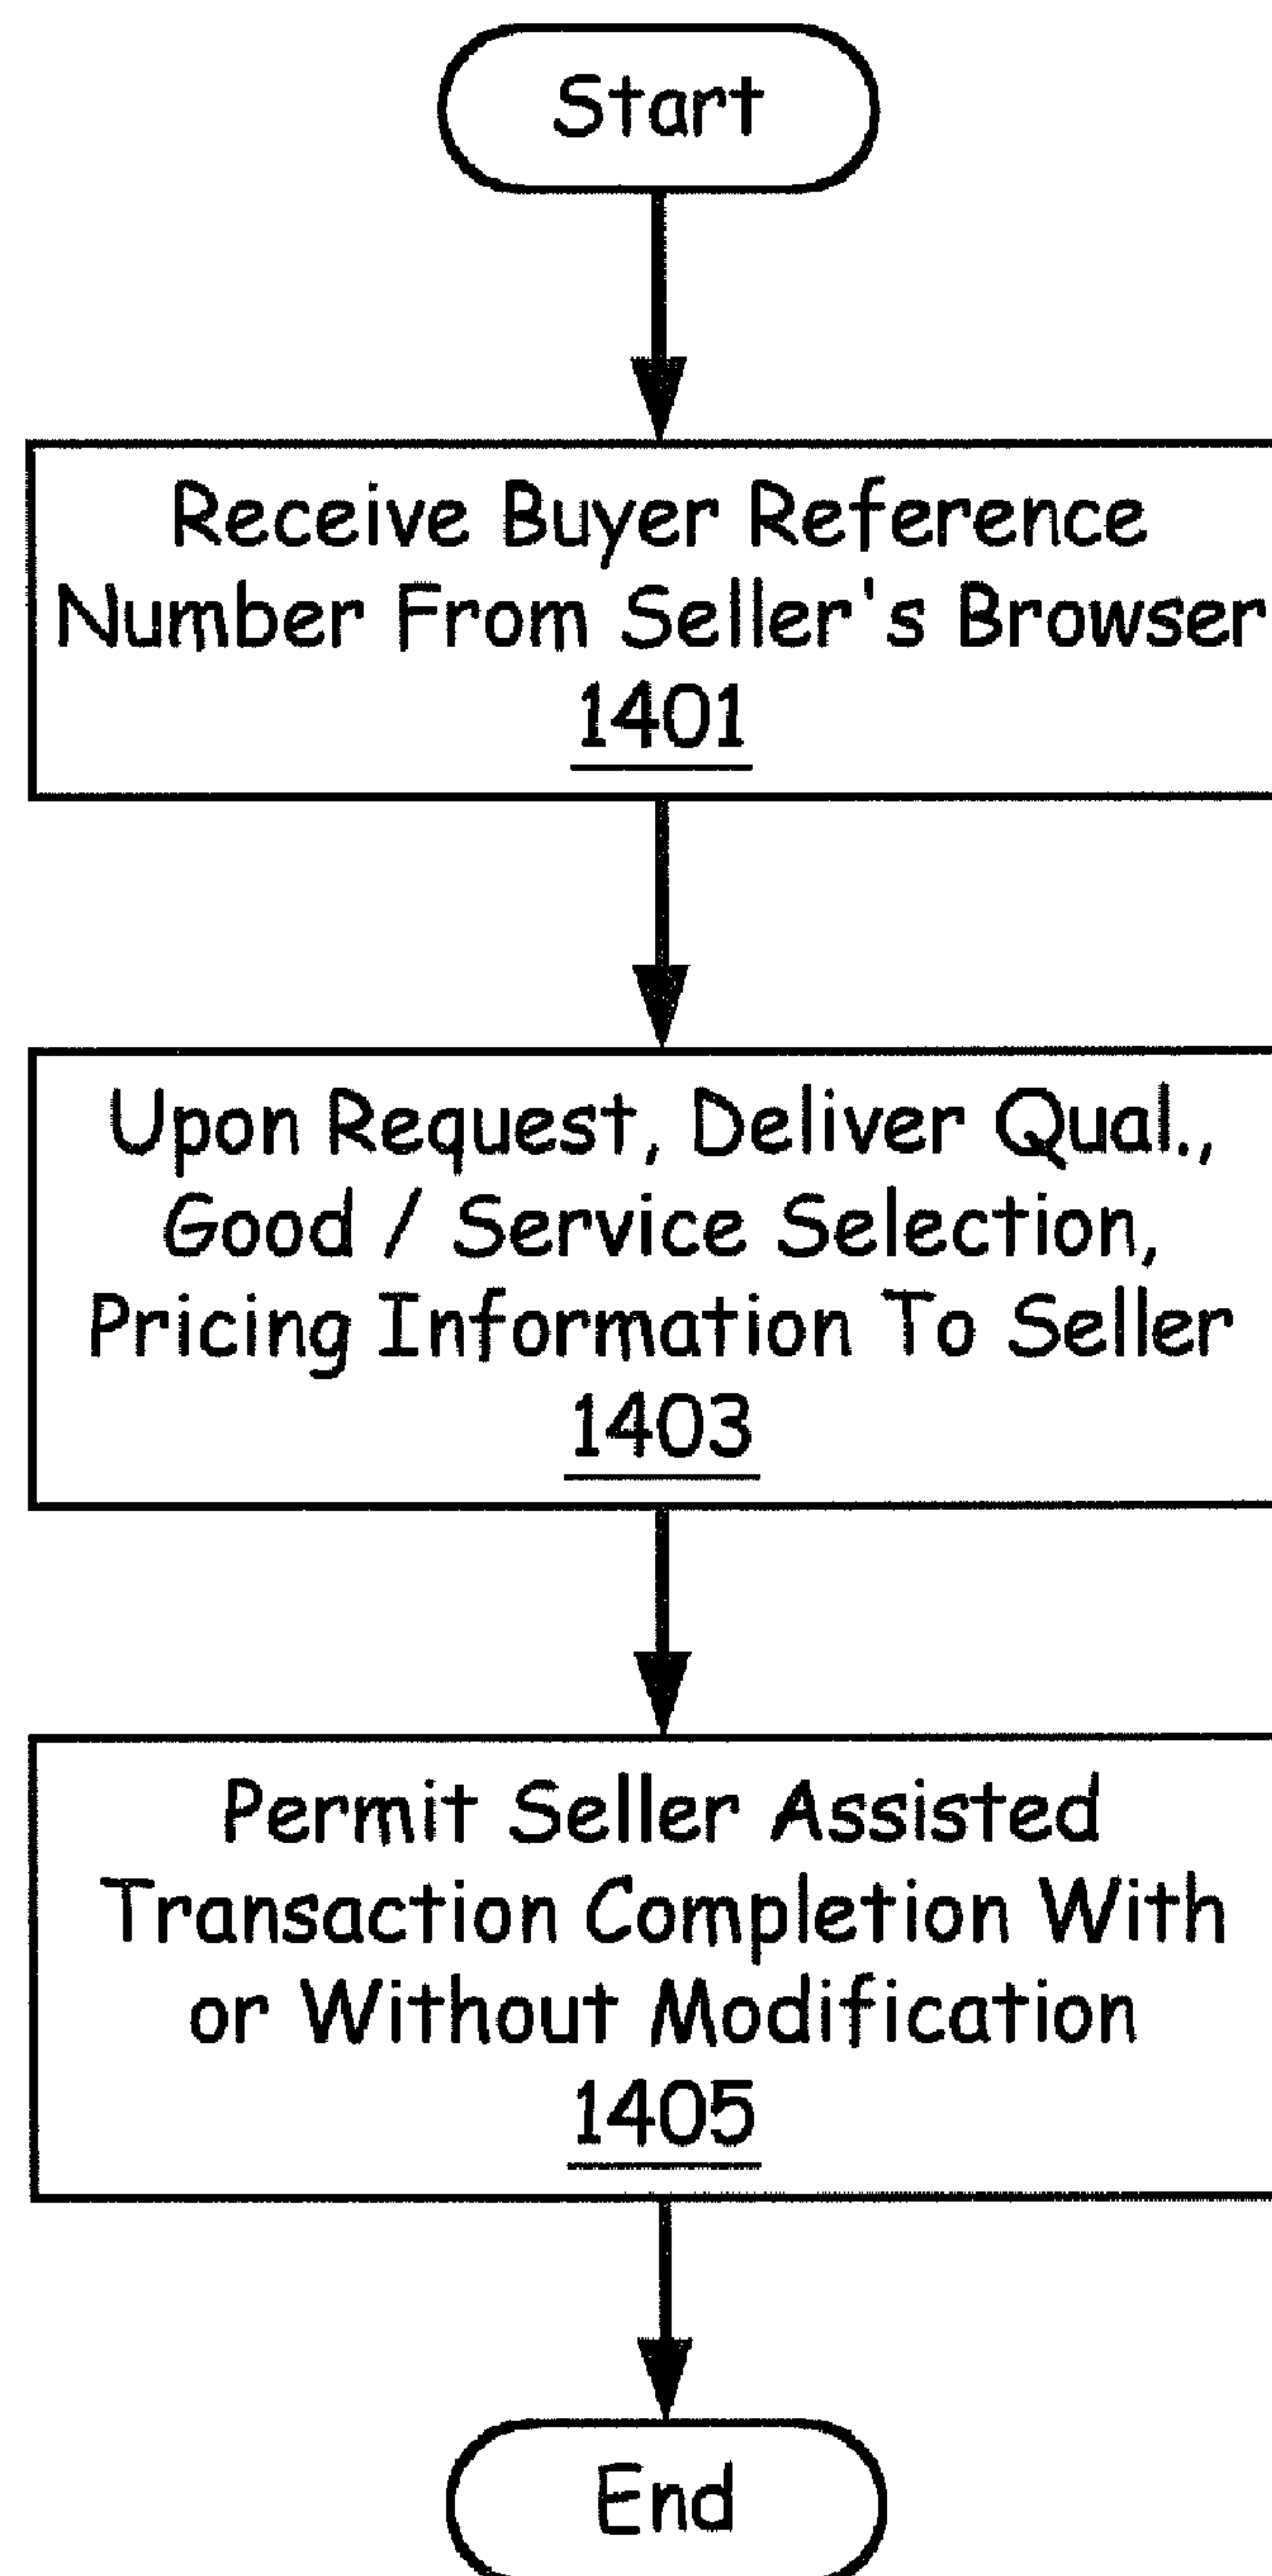 Start
Receive Buyer Reference
Number From Seller's Browser
1401
Upon Request, Deliver Qual.,
Good / Service Selection,
Pricing Information To Seller
1403
Permit Seller Assisted
Transaction Completion With
or Without Modification
1405
End